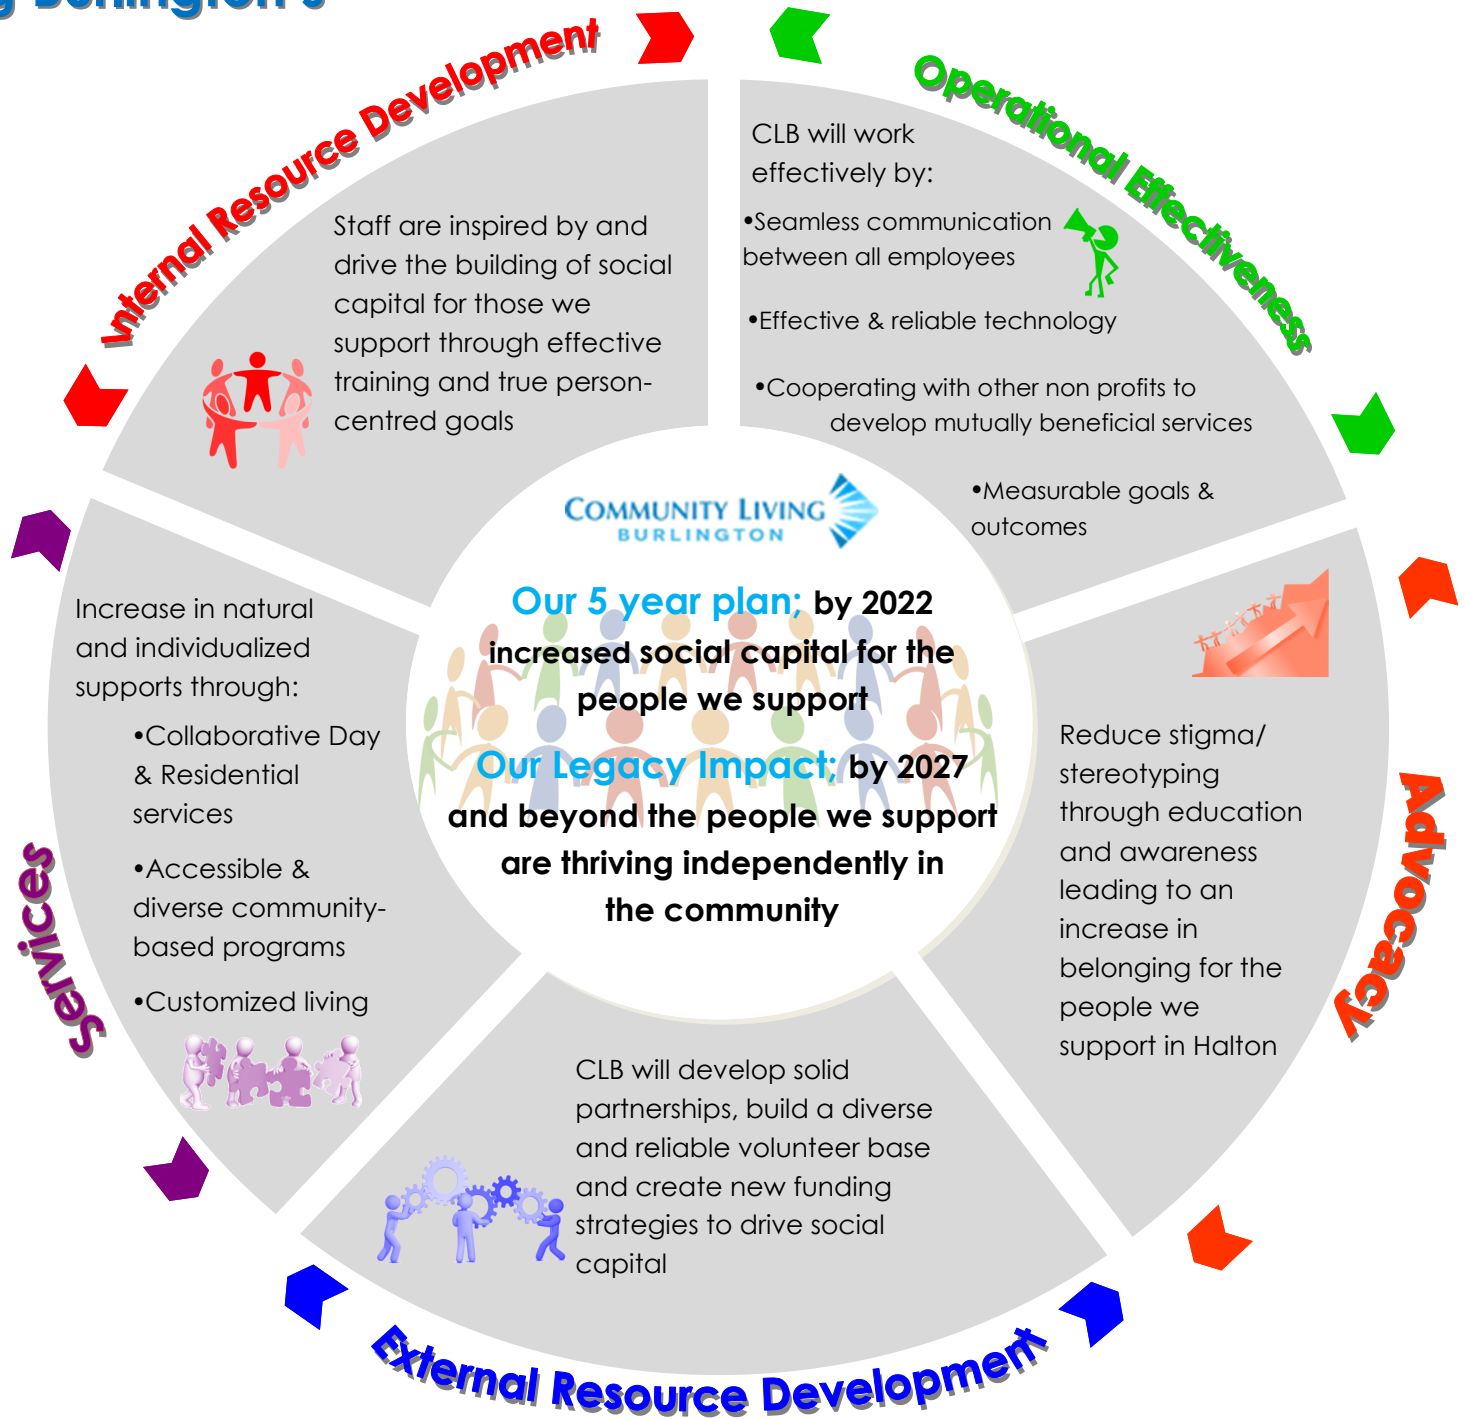 g Burlington's
Internal Resource Development
Staff are inspired by and
drive the building of social
capital for those we
support through effective
training and true person-
centred goals
Operational Effectiveness
CLB will work
effectively by:
•Seamless communication
between all employees
•Effective & reliable technology
•Cooperating with other non profits to
develop mutually beneficial services
•Measurable goals &
outcomes
COMMUNITY LIVING
BURLINGTON
Our 5 year plan; by 2022
increased social capital for the
people we support
Our Legacy Impact; by 2027
and beyond the people we support
are thriving independently in
the community
Increase in natural
and individualized
supports through:
•Collaborative Day
& Residential
services
•Accessible &
diverse community-
based programs
•Customized living
Services
Reduce stigma/
stereotyping
through education
and awareness
leading to an
increase in
belonging for the
people we
support in Halton
Advocacy
CLB will develop solid
partnerships, build a diverse
and reliable volunteer base
and create new funding
strategies to drive social
capital
External Resource Development